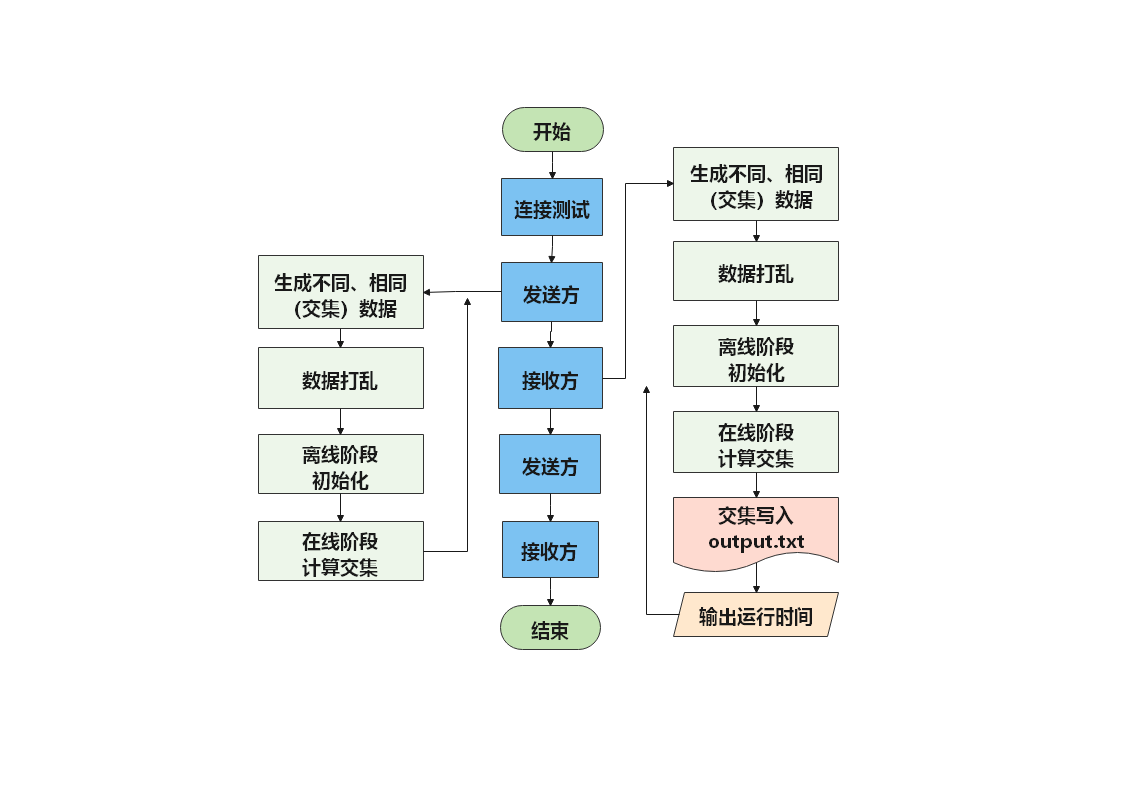 开始
连接测试
发送方
接收方
发送方
接收方
结束
生成不同、相同
（交集）数据
数据打乱
离线阶段
初始化
在线阶段
计算交集
生成不同、相同
（交集）数据
数据打乱
离线阶段
初始化
在线阶段
计算交集
交集写入
output.txt
输出运行时间